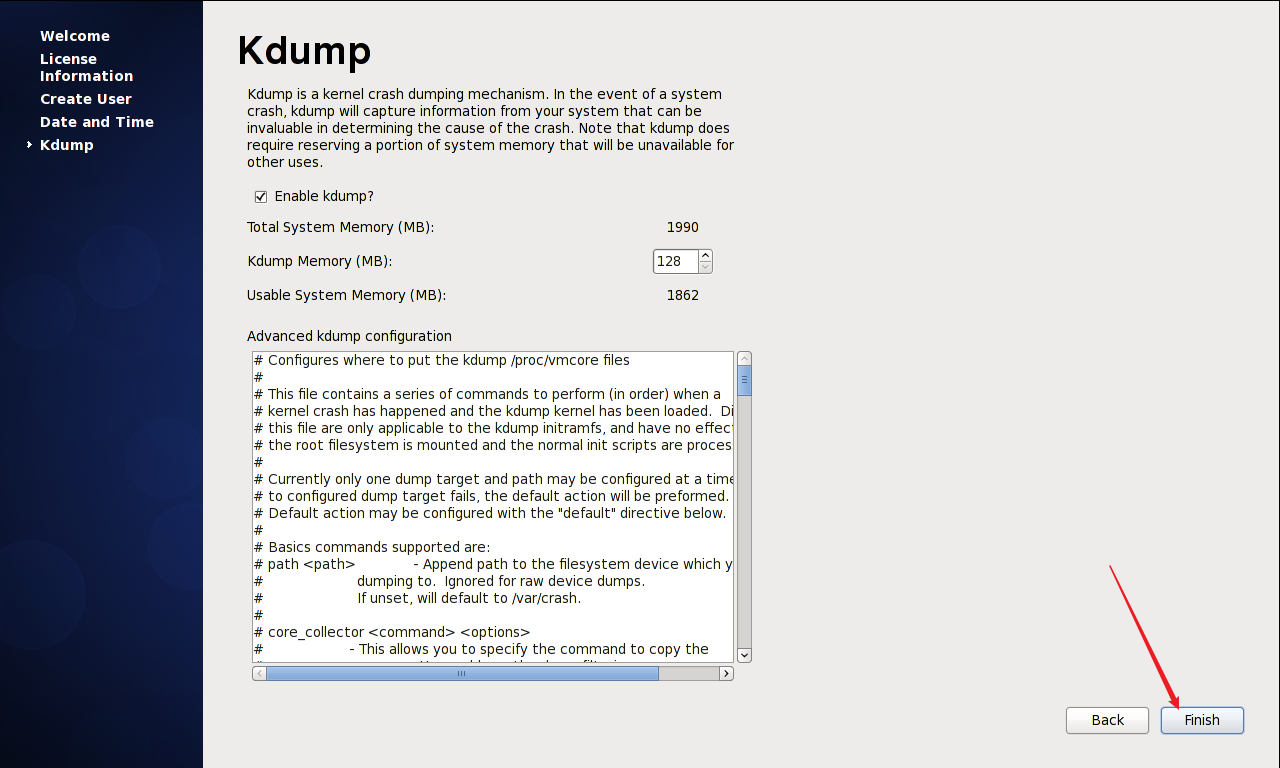 Welcome
License
Information
Create User
Date and Time
Kdump
Kdump
Kdump is a kernel crash dumping mechanism. In the event of a system
crash, kdump will capture information from your system that can be
invaluable in determining the cause of the crash. Note that kdump does
require reserving a portion of system memory that will be unavailable for
other uses.
Enable kdump?
Total System Memory (MB): 1990
Kdump Memory (MB): 128
Usable System Memory (MB): 1862
Advanced kdump configuration
# Configures where to put the kdump /proc/vmcore files
#
# This file contains a series of commands to perform (in order) when a
# kernel crash has happened and the kdump kernel has been loaded.  Di
# this file are only applicable to the kdump initramfs, and have no effect
# the root filesystem is mounted and the normal init scripts are proces
#
# Currently only one dump target and path may be configured at a time
# to configured dump target fails, the default action will be preformed.
# Default action may be configured with the "default" directive below.
#
# Basics commands supported are:
# path <path> - Append path to the filesystem device which y
# dumping to.  Ignored for raw device dumps.
# If unset, will default to /var/crash.
#
# core_collector <command> <options>
# - This allows you to specify the command to copy the
Back
Finish